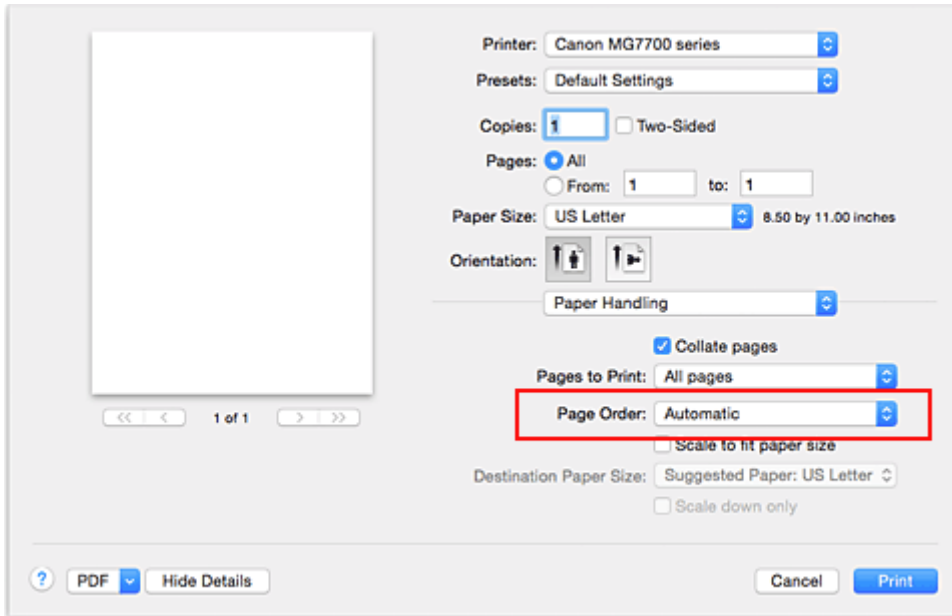 Printer: Canon MG7700 series
Presets: Default Settings
Copies: 1 Two-Sided
Pages: All
From: 1 to: 1
Paper Size: US Letter 8.50 by 11.00 inches
Orientation:
Paper Handling
Collate pages
Pages to Print: All pages
<< < 1 of 1 > >>
Page Order: Automatic
Scale to fit paper size
Destination Paper Size: Suggested Paper: US Letter
Scale down only
? PDF Hide Details Cancel Print